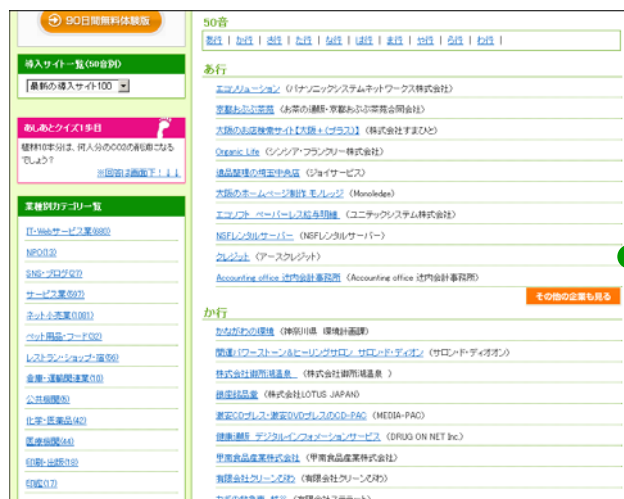 90日間無料体験版
導入サイト一覧(50音別)
最新の導入サイト100
あしあとクイズ1歩目
植林10本分は、何人分のCO2の削減になるでしょう?
※回答は画面下!↓↓
業種別カテゴリ一覧
IT・Webサービス業(680)
NPO(13)
SNS・ブログ(27)
サービス業(597)
ネット小売業(1081)
ペット用品・フード(32)
レストラン・ショップ・宿(56)
金庫・運輸関連業(10)
公共機関(5)
化学・医薬品(42)
医療機関(44)
印刷・出版(18)
印鑑(17)
50音
あ行 | か行 | さ行 | た行 | な行 | は行 | ま行 | や行 | ら行 | わ行 |
あ行
エコソリューション (パナソニックシステムネットワークス株式会社)
京都おぶぶ茶苑 (お茶の通販・京都おぶぶ茶苑合同会社)
大阪のお店検索サイト【大阪+(プラス)】 (株式会社すまひと)
Organic Life (シンシア・フランクリー株式会社)
遺品整理の埼玉中央店 (ジョイサービス)
大阪のホームページ制作 モノレッジ (Monoledge)
エコソフト ペーパーレス給与明細 (ユニテックシステム株式会社)
NSFレンタルサーバー (NSFレンタルサーバー)
クレジット (アースクレジット)
Accounting office 辻内会計事務所 (Accounting office 辻内会計事務所)
その他の企業も見る
か行
かながわの環境 (神奈川県 環境計画課)
開運パワーストーン&ヒーリングサロン サロン・ド・ディオン (サロン・ド・ディオオン)
株式会社御所湯温泉 (株式会社御所湯温泉 )
銀座銘品堂 (株式会社LOTUS JAPAN)
激安CDプレス・激安DVDプレスのCD-PAC (MEDIA-PAC)
健康通販 デジタルインフォメーションサービス (DRUG ON NET Inc.)
甲南食品産業株式会社 (甲南食品産業株式会社)
有限会社クリーンびわ (有限会社クリーンびわ)